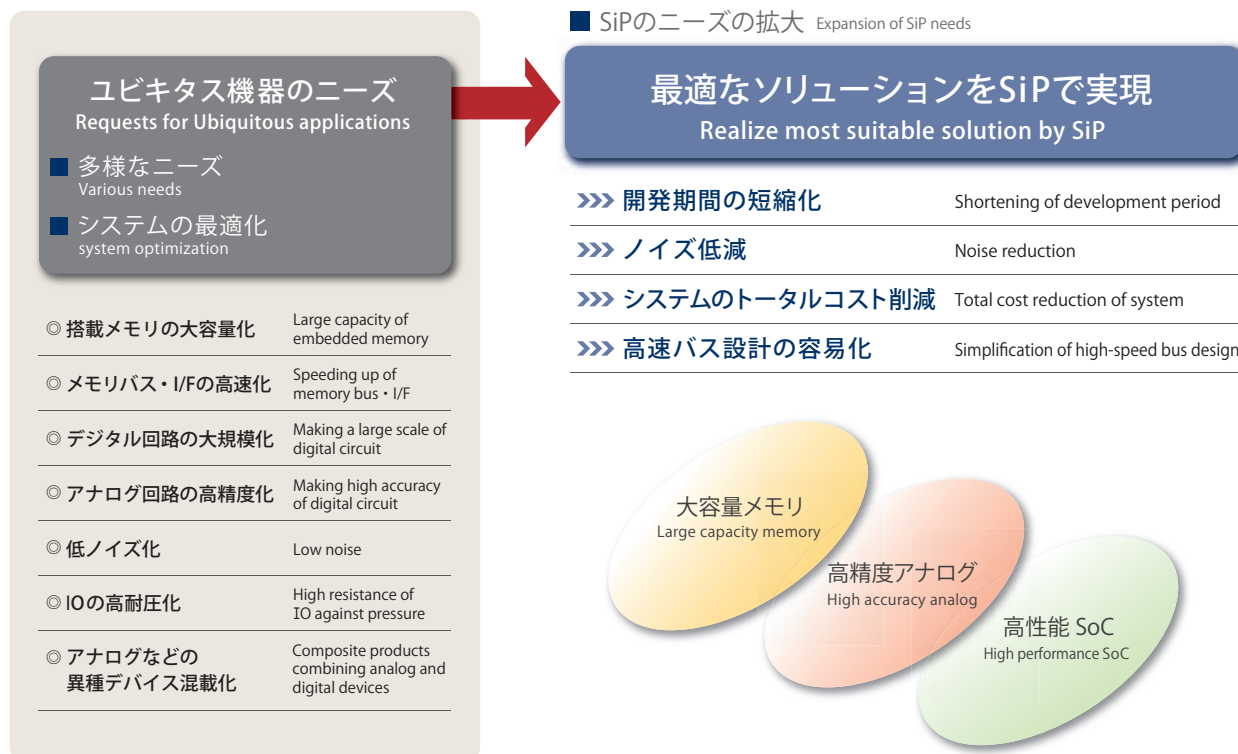 ユビキタス機器のニーズ
Requests for Ubiquitous applications
■ 多様なニーズ
Various needs
■ システムの最適化
system optimization
◎ 搭載メモリの大容量化
Large capacity of
embedded memory
◎ メモリバス・I/Fの高速化
Speeding up of
memory bus・I/F
◎ デジタル回路の大規模化
Making a large scale of
digital circuit
◎ アナログ回路の高精度化
Making high accuracy
of digital circuit
◎ 低ノイズ化
Low noise
◎ IOの高耐圧化
High resistance of
IO against pressure
◎ アナログなどの
異種デバイス混載化
Composite products
combining analog and
digital devices
■ SiPのニーズの拡大 Expansion of SiP needs
最適なソリューションをSiPで実現
Realize most suitable solution by SiP
開発期間の短縮化 Shortening of development period
ノイズ低減 Noise reduction
システムのトータルコスト削減 Total cost reduction of system
高速バス設計の容易化 Simplification of high-speed bus design
大容量メモリ
Large capacity memory
高精度アナログ
High accuracy analog
高性能 SoC
High performance SoC